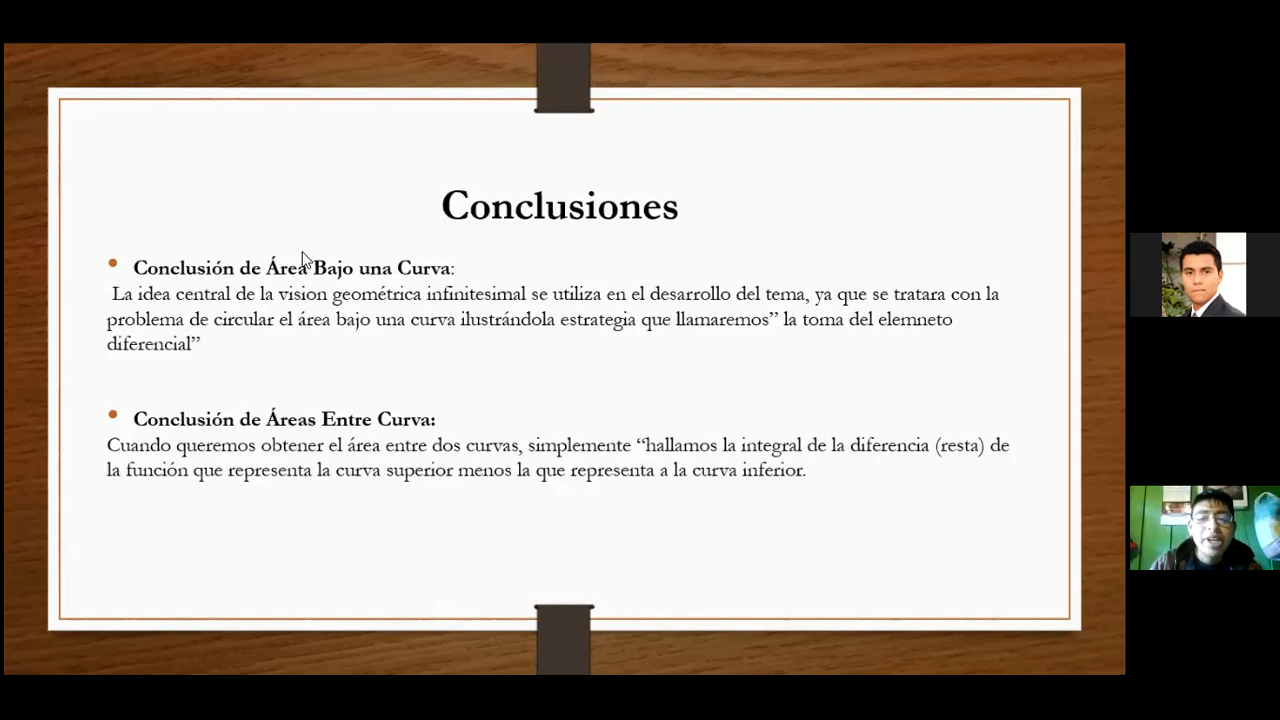 Conclusiones
• Conclusión de Área Bajo una Curva:
La idea central de la vision geométrica infinitesimal se utiliza en el desarrollo del tema, ya que se tratara con la
problema de circular el área bajo una curva ilustrándola estrategia que llamaremos” la toma del elemneto
diferencial”
• Conclusión de Áreas Entre Curva:
Cuando queremos obtener el área entre dos curvas, simplemente “hallamos la integral de la diferencia (resta) de
la función que representa la curva superior menos la que representa a la curva inferior.